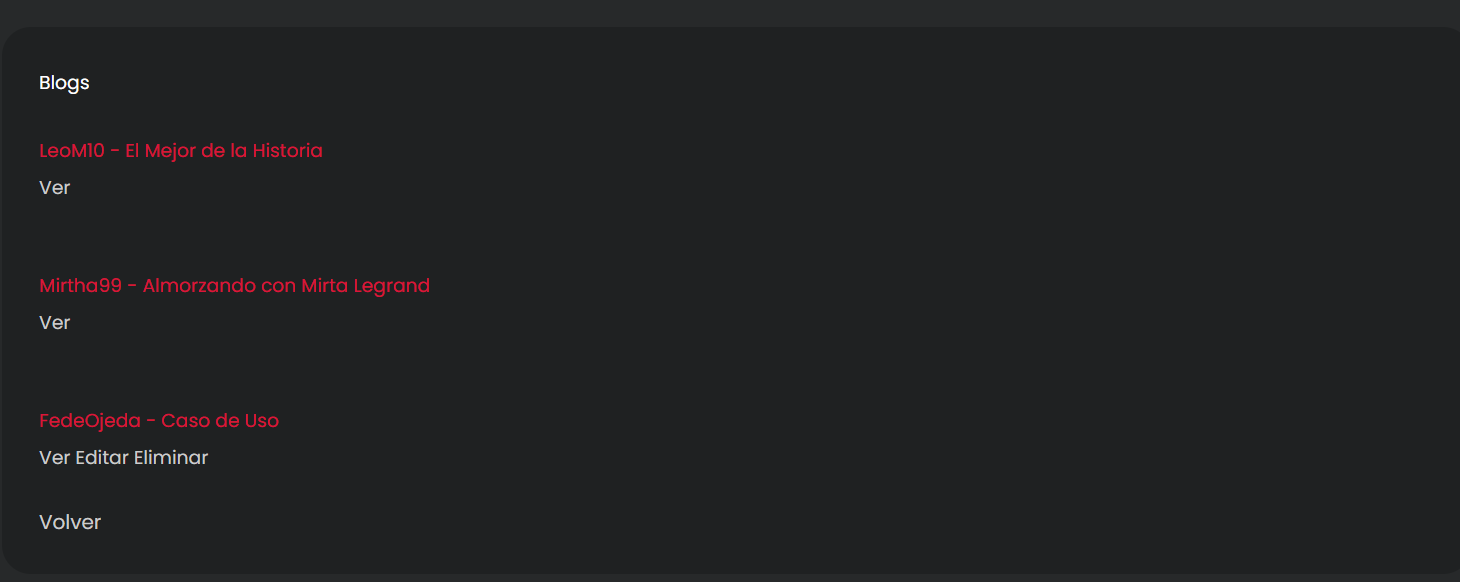 Blogs
LeoM10 - El Mejor de la Historia
Ver
Mirtha99 - Almorzando con Mirta Legrand
Ver
FedeOjeda - Caso de Uso
Ver Editar Eliminar
Volver